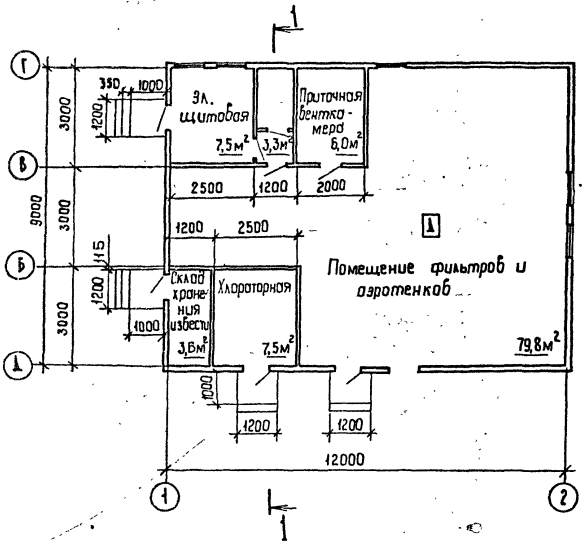 1
Г
350
1000
1200
3000
Эл.
щитовая
7,5м²
3,3м²
Приточная
вентка-
мера
6,0м²
В
2500
1200
2000
9000
3000
1200
2500
Д
Помещение фильтров и
аэротенков
79,8м²
Б
115
1200
1000
3000
Склад
хране-
ния
извести
3,6м²
Хлораторная
7,5м²
Д
1000
1200
1200
12000
1
2
1